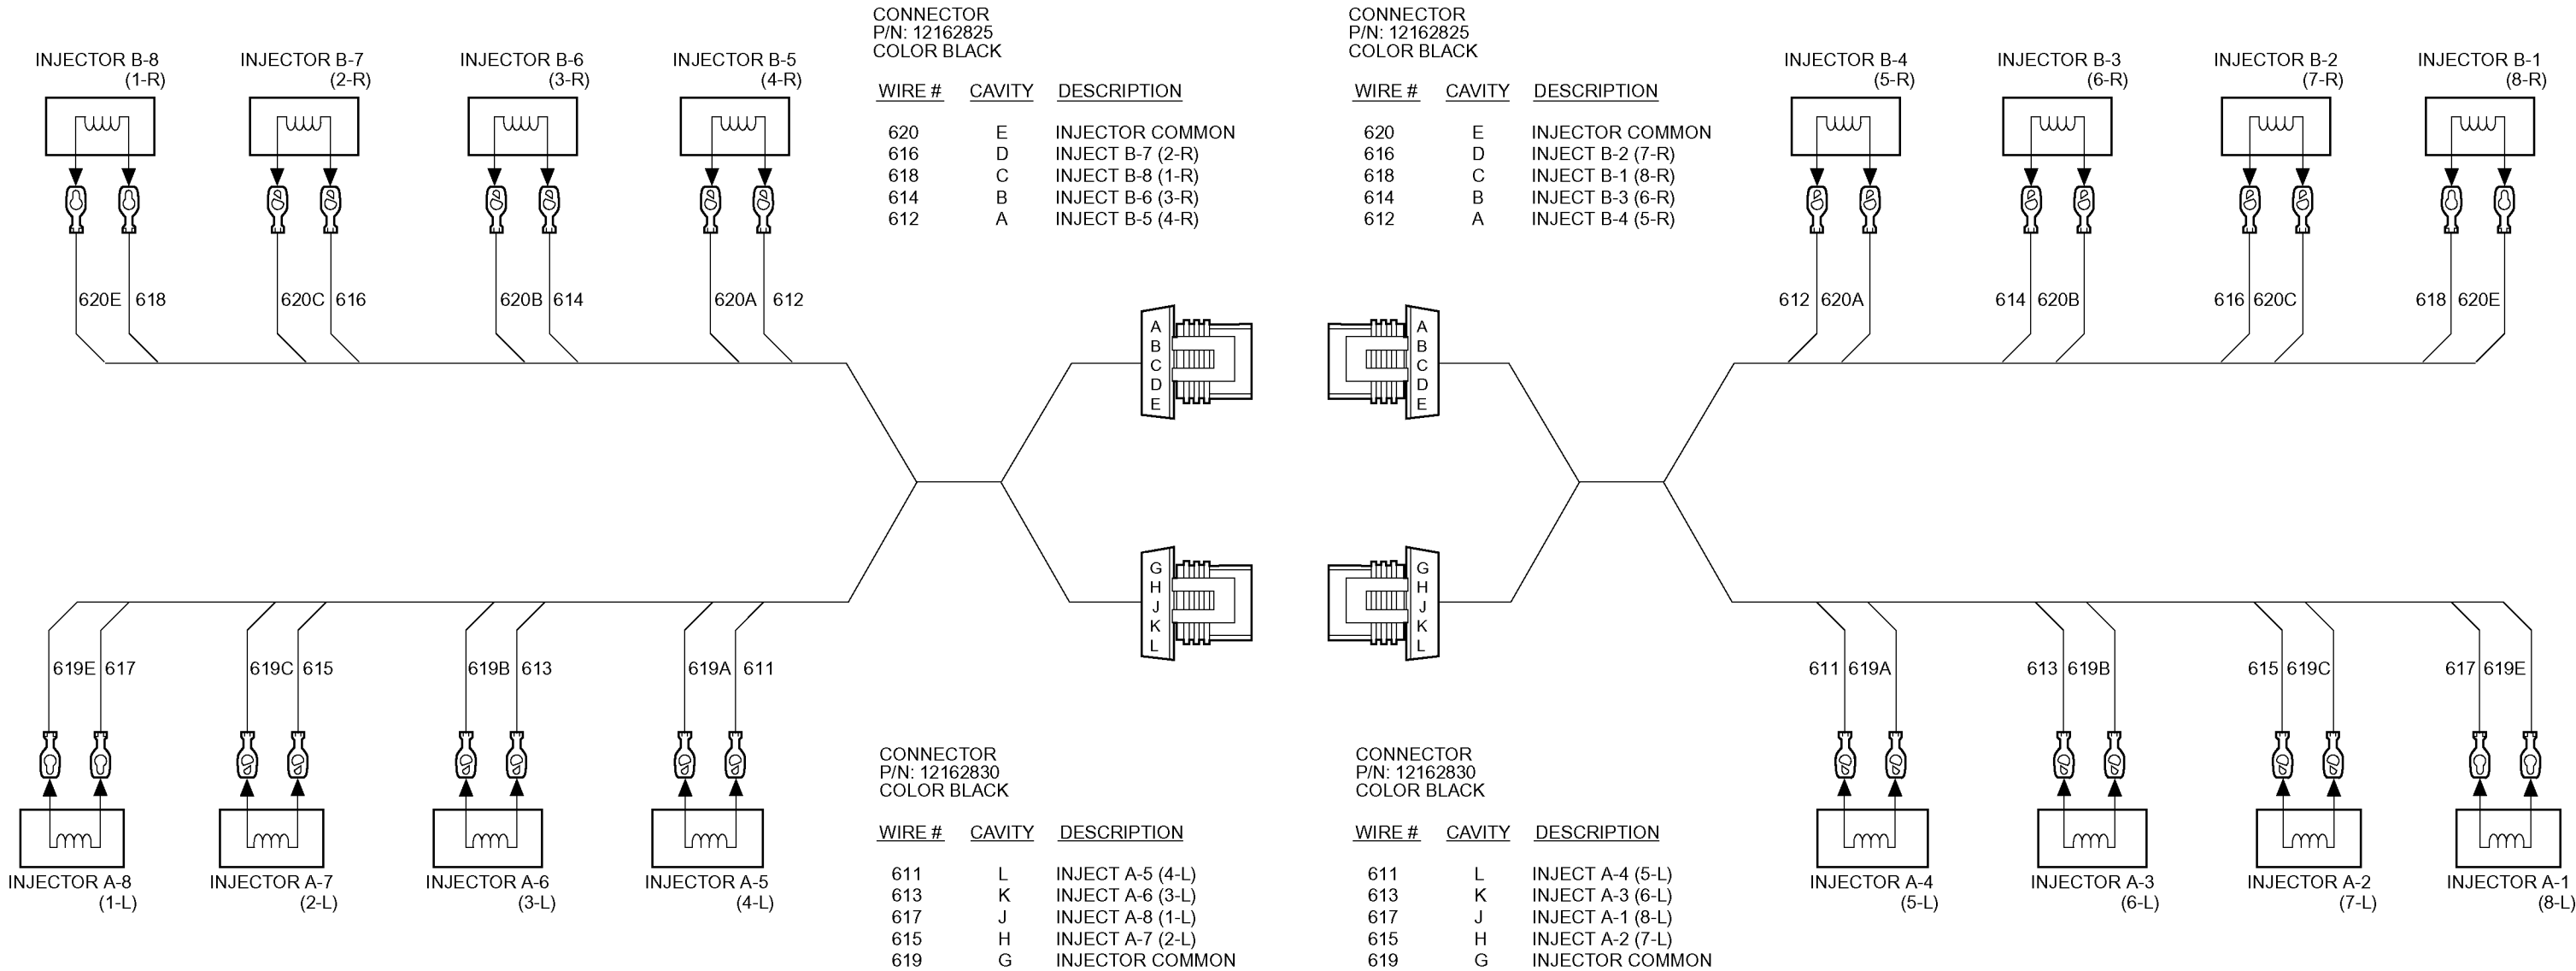 CONNECTOR
P/N: 12162825
COLOR BLACK
CONNECTOR
P/N: 12162825
COLOR BLACK
INJECTOR B-8
(1-R)
INJECTOR B-7
(2-R)
INJECTOR B-6
(3-R)
INJECTOR B-5
(4-R)
INJECTOR B-4
(5-R)
INJECTOR B-3
(6-R)
INJECTOR B-2
(7-R)
INJECTOR B-1
(8-R)
WIRE # CAVITY DESCRIPTION
620 E INJECTOR COMMON
616 D INJECT B-7 (2-R)
618 C INJECT B-8 (1-R)
614 B INJECT B-6 (3-R)
612 A INJECT B-5 (4-R)
WIRE # CAVITY DESCRIPTION
620 E INJECTOR COMMON
616 D INJECT B-2 (7-R)
618 C INJECT B-1 (8-R)
614 B INJECT B-3 (6-R)
612 A INJECT B-4 (5-R)
620E 618 620C 616 620B 614 620A 612
612 620A 614 620B 616 620C 618 620E
A
B
C
D
E
A
B
C
D
E
G
H
J
K
L
G
H
J
K
L
619E 617 619C 615 619B 613 619A 611
611 619A 613 619B 615 619C 617 619E
CONNECTOR
P/N: 12162830
COLOR BLACK
CONNECTOR
P/N: 12162830
COLOR BLACK
WIRE # CAVITY DESCRIPTION
611 L INJECT A-5 (4-L)
613 K INJECT A-6 (3-L)
617 J INJECT A-8 (1-L)
615 H INJECT A-7 (2-L)
619 G INJECTOR COMMON
WIRE # CAVITY DESCRIPTION
611 L INJECT A-4 (5-L)
613 K INJECT A-3 (6-L)
617 J INJECT A-1 (8-L)
615 H INJECT A-2 (7-L)
619 G INJECTOR COMMON
INJECTOR A-8
(1-L)
INJECTOR A-7
(2-L)
INJECTOR A-6
(3-L)
INJECTOR A-5
(4-L)
INJECTOR A-4
(5-L)
INJECTOR A-3
(6-L)
INJECTOR A-2
(7-L)
INJECTOR A-1
(8-L)